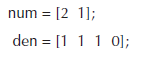 num = [2 1];
den = [1 1 1 0];